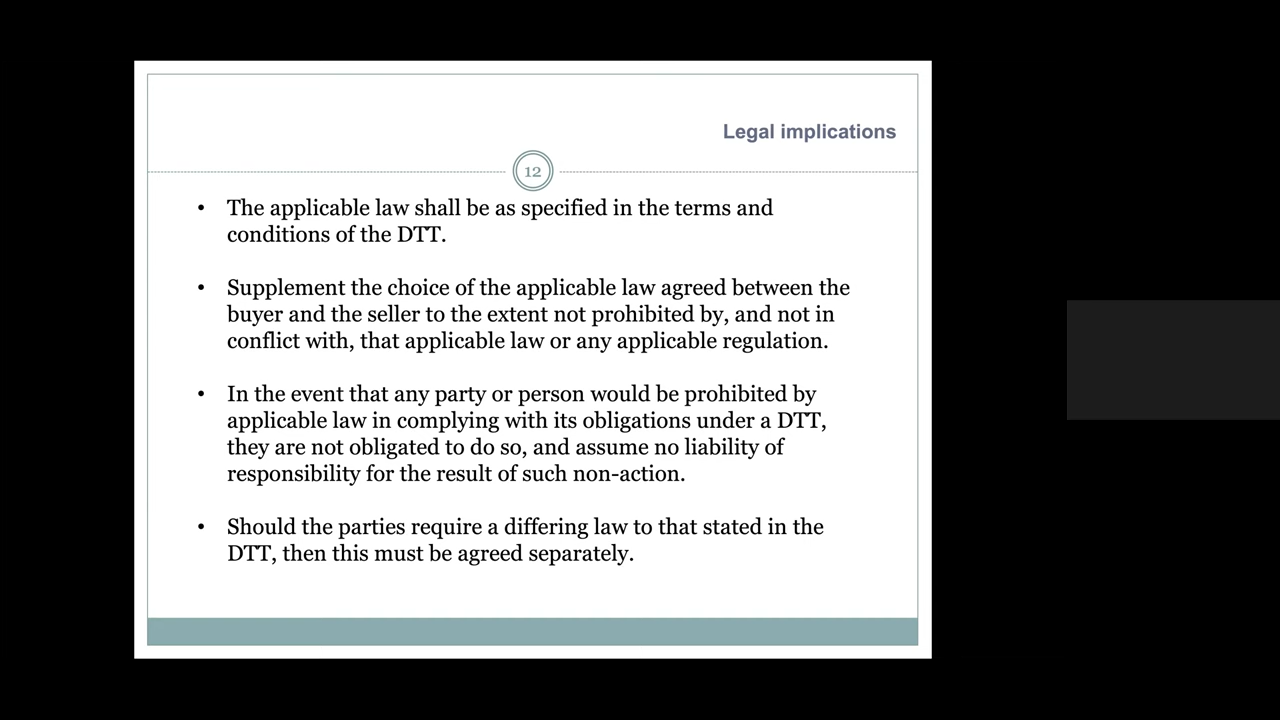 Legal implications
12
• The applicable law shall be as specified in the terms and
conditions of the DTT.
• Supplement the choice of the applicable law agreed between the
buyer and the seller to the extent not prohibited by, and not in
conflict with, that applicable law or any applicable regulation.
• In the event that any party or person would be prohibited by
applicable law in complying with its obligations under a DTT,
they are not obligated to do so, and assume no liability of
responsibility for the result of such non-action.
• Should the parties require a differing law to that stated in the
DTT, then this must be agreed separately.